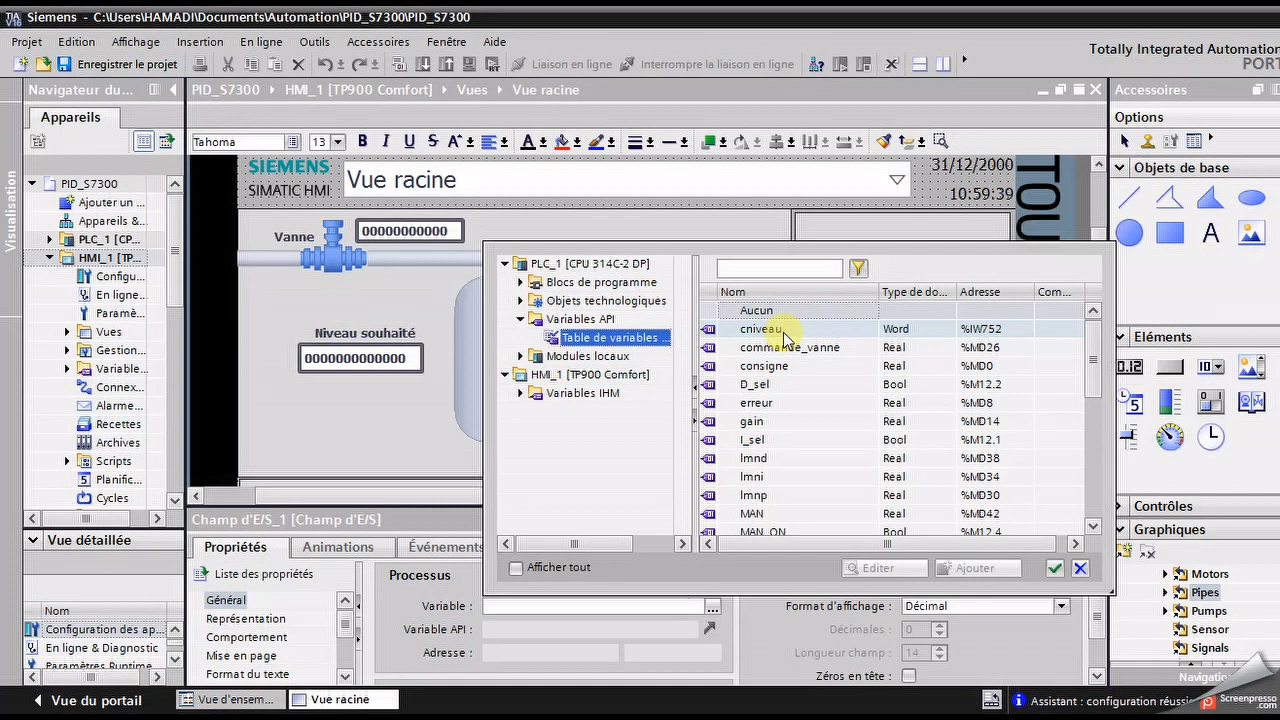 Siemens - C:\Users\HAMADI\Documents\Automation\PID_S7300\PID_S7300
Projet Edition Affichage Insertion En ligne Outils Accessoires Fenêtre Aide
Totally Integrated Automation
PORT
Enregistrer le projet
Liaison en ligne
Interrompre la liaison en ligne
Navigateur du...
PID_S7300 HMI_1 [TP900 Comfort] Vues Vue racine
Accessoires
Appareils
Options
Visualisation
Tahoma 13
B I U S
Objets de base
PID_S7300
Ajouter un ...
Appareils &...
PLC_1 [CP...
HMI_1 [TP...
Configu...
En ligne...
Paramèt...
Vues
Gestion...
Variable...
Connex...
Alarme...
Recettes
Archives
Scripts
Planific...
Cycles
SIEMENS
SIMATIC HMI
Vue racine
31/12/2000
10:59:39
TOU
Vanne
00000000000
Niveau souhaité
0000000000000
PLC_1 [CPU 314C-2 DP]
Blocs de programme
Objets technologiques
Variables API
Table de variables ...
Modules locaux
HMI_1 [TP900 Comfort]
Variables IHM
Nom Type de do... Adresse Com...
Aucun
cniveau Word %IW752
commande_vanne Real %MD26
consigne Real %MD0
D_sel Bool %M12.2
erreur Real %MD8
gain Real %MD14
I_sel Bool %M12.1
lmnd Real %MD38
lmni Real %MD34
lmnp Real %MD30
MAN Real %MD42
MAN_ON Bool %M12.4
Afficher tout
Editer
Ajouter
Eléments
Contrôles
Graphiques
Motors
Pipes
Pumps
Sensor
Signals
Champ d'E/S_1 [Champ d'E/S]
Propriétés Animations Événements
Liste des propriétés
Général
Représentation
Comportement
Mise en page
Format du texte
Processus
Variable :
Variable API :
Adresse :
Format d'affichage : Décimal
Décimales : 0
Longueur champ : 14
Zéros en tête :
Vue détaillée
Nom
Configuration des ap...
En ligne & Diagnostic
Paramètres Runtime
Vue du portail
Vue d'ensem...
Vue racine
Assistant : configuration réussie
Screenpresso
.com